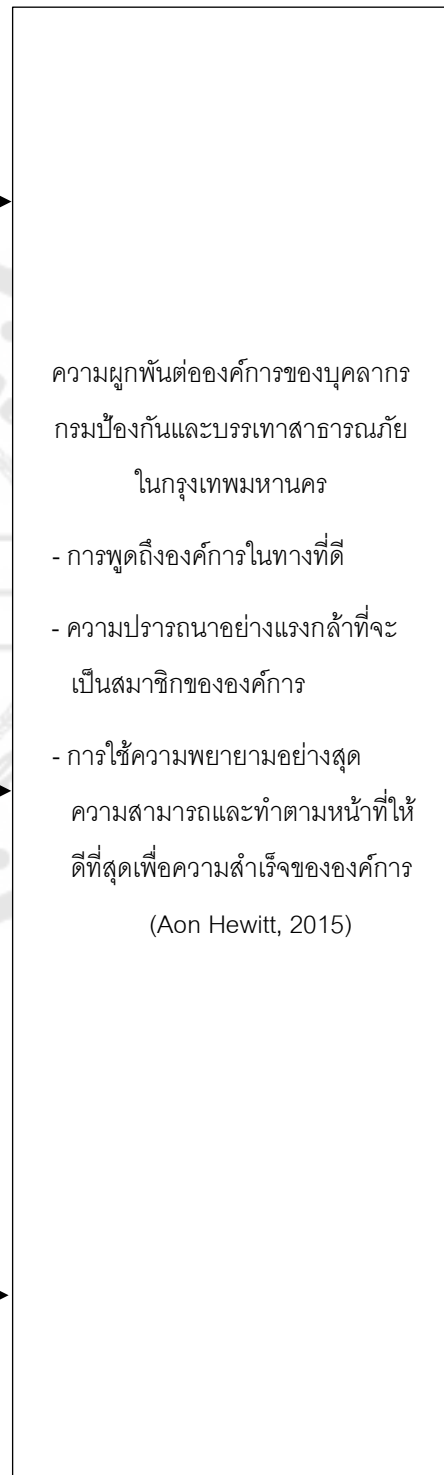 ความผูกพันต่อองค์การของบุคลากร
กรมป้องกันและบรรเทาสาธารณภัย
ในกรุงเทพมหานคร
- การพูดถึงองค์การในทางที่ดี
- ความปรารถนาอย่างแรงกล้าที่จะ
เป็นสมาชิกขององค์การ
- การใช้ความพยายามอย่างสุด
ความสามารถและทำตามหน้าที่ให้
ดีที่สุดเพื่อความสำเร็จขององค์การ
(Aon Hewitt, 2015)